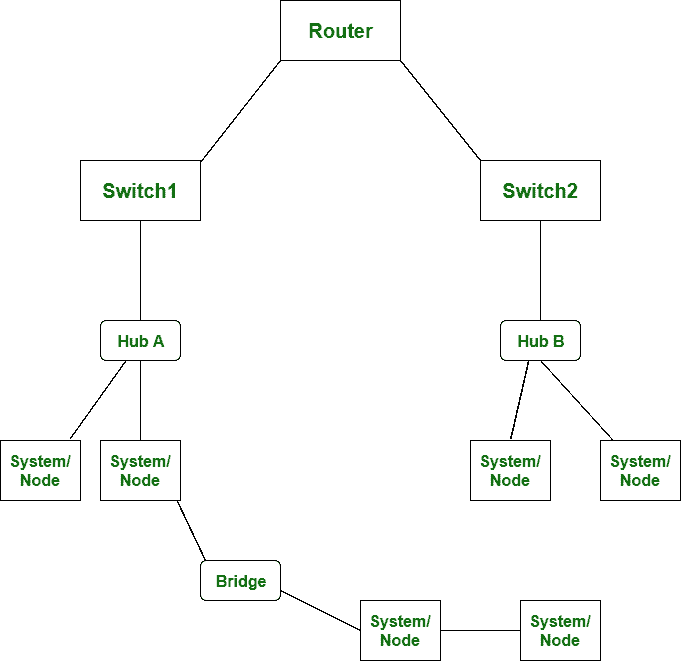 Router
Switch1
Switch2
Hub A
Hub B
System/
Node
System/
Node
System/
Node
System/
Node
Bridge
System/
Node
System/
Node